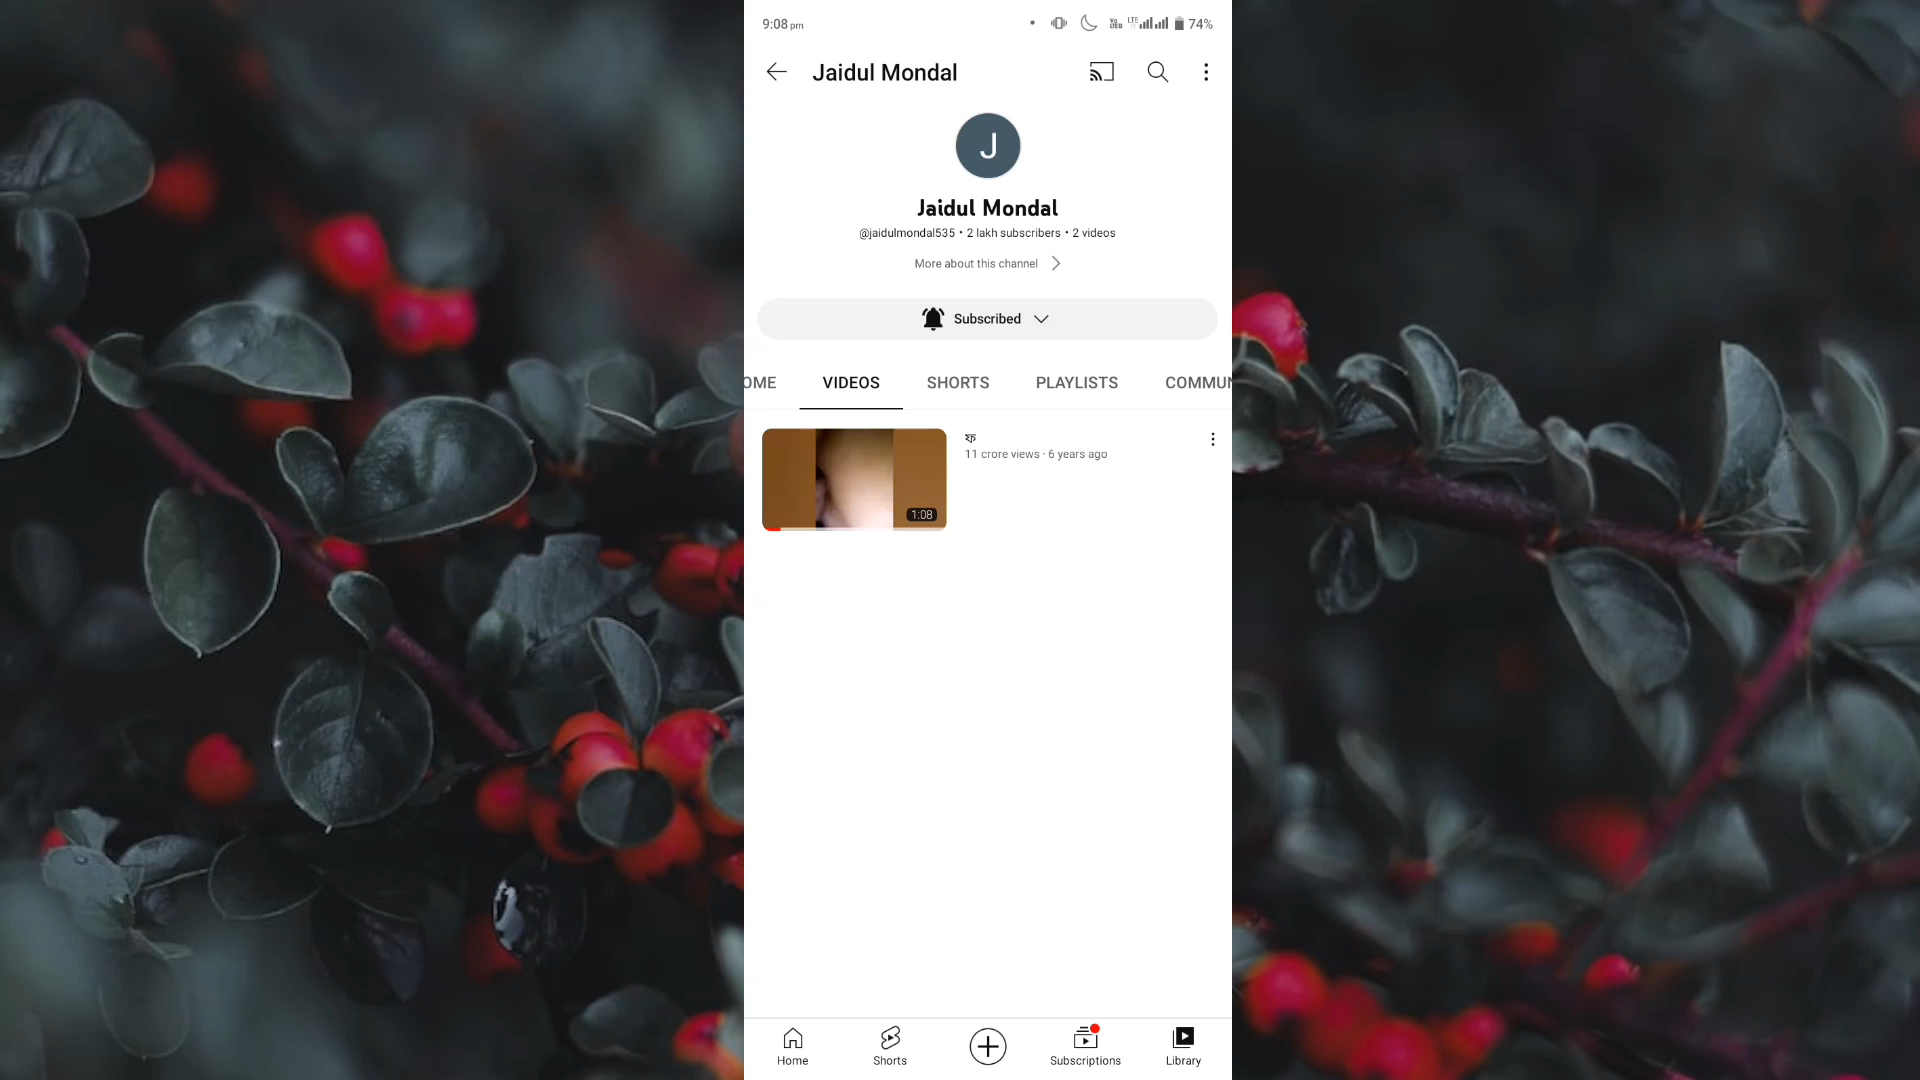 9:08 pm
74%
Jaidul Mondal
J
Jaidul Mondal
@jaidulmondal535 • 2 lakh subscribers • 2 videos
More about this channel
Subscribed
OME VIDEOS SHORTS PLAYLISTS COMMUN
ফ
11 crore views · 6 years ago
1:08
Home Shorts Subscriptions Library